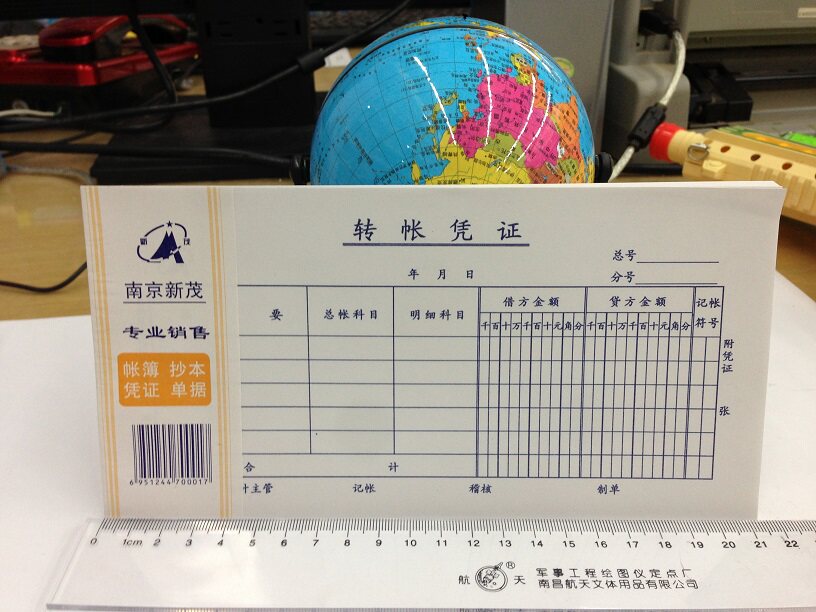 转帐凭证
总号
年 月 日
分号
新 茂
南京新茂
专业销售
帐簿 抄本
凭证 单据
6 951244 700017
要 总帐科目 明细科目 借方金额 贷方金额 记帐符号
千百十万千百十元角分 千百十万千百十元角分
附凭证 张
合 计
计主管 记帐 稽核 制单
0 1cm 2 3 4 5 6 7 8 9 10 11 12 13 14 15 16 17 18 19 20 21 22
航天 ® 军事工程绘图仪定点厂
南昌航天文体用品有限公司